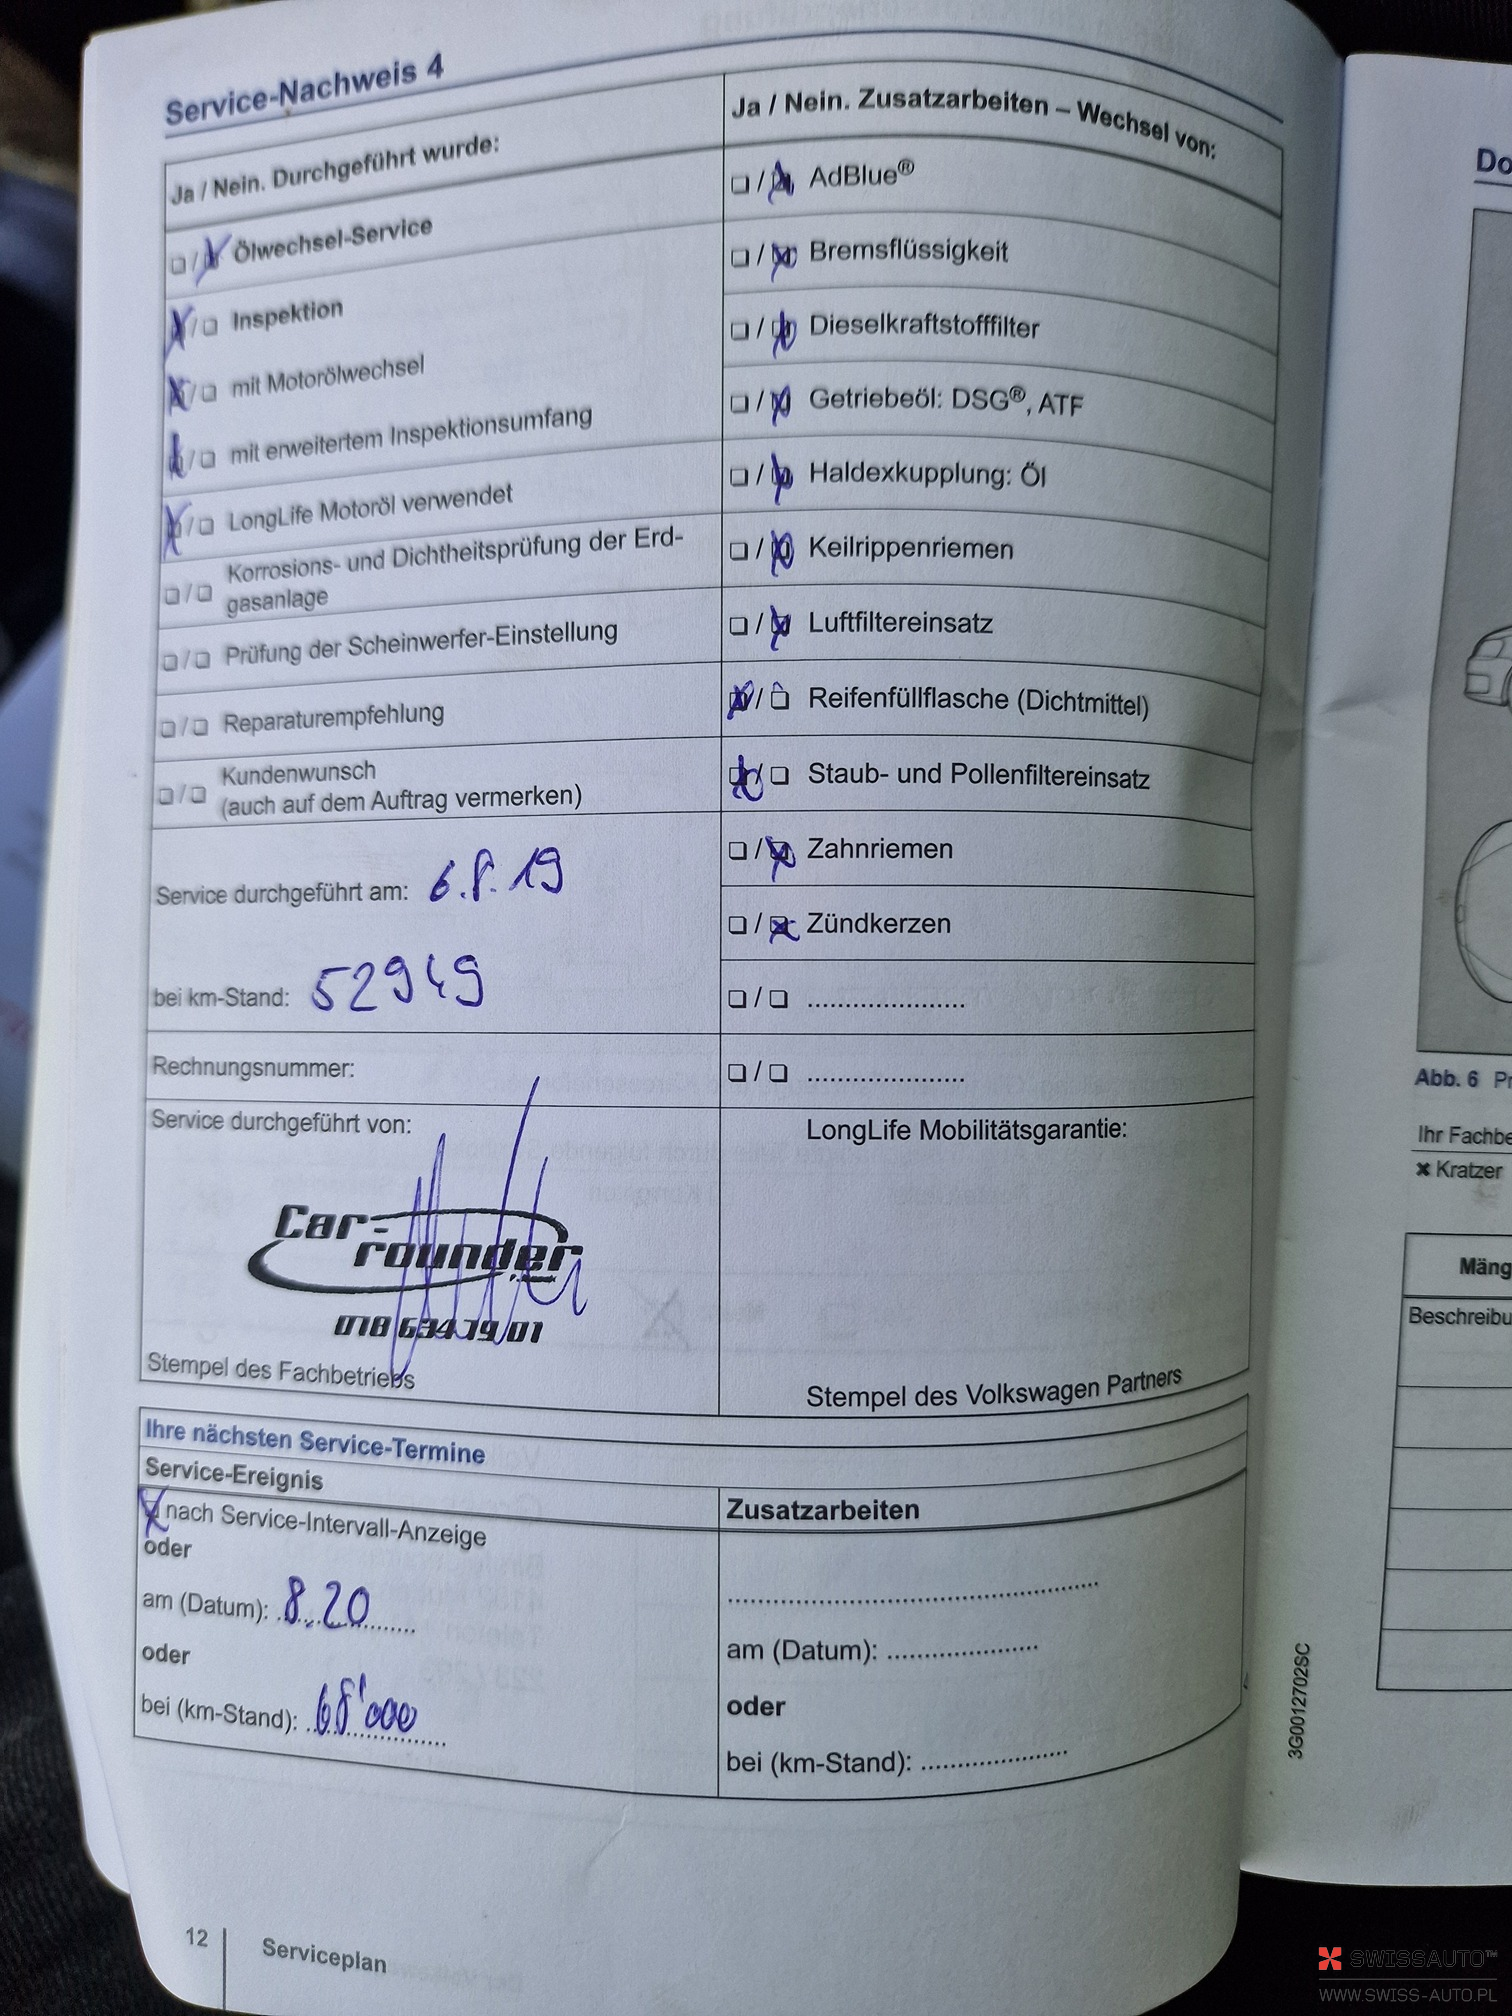 Service-Nachweis 4
Ja / Nein. Durchgeführt wurde:
Ölwechsel-Service
Inspektion
mit Motorölwechsel
mit erweitertem Inspektionsumfang
LongLife Motoröl verwendet
Korrosions- und Dichtheitsprüfung der Erd-
gasanlage
Prüfung der Scheinwerfer-Einstellung
Reparaturempfehlung
Kundenwunsch
(auch auf dem Auftrag vermerken)
Service durchgeführt am: 6.8.19
bei km-Stand: 52949
Rechnungsnummer:
Service durchgeführt von:
Car-
rounder
078 634 79 01
Stempel des Fachbetriebs
Ja / Nein. Zusatzarbeiten – Wechsel von:
AdBlue®
Bremsflüssigkeit
Dieselkraftstofffilter
Getriebeöl: DSG®, ATF
Haldexkupplung: Öl
Keilrippenriemen
Luftfiltereinsatz
Reifenfüllflasche (Dichtmittel)
Staub- und Pollenfiltereinsatz
Zahnriemen
Zündkerzen
LongLife Mobilitätsgarantie:
Stempel des Volkswagen Partners
Ihre nächsten Service-Termine
Service-Ereignis
nach Service-Intervall-Anzeige
oder
am (Datum): 8.20
oder
bei (km-Stand): 68'000
Zusatzarbeiten
am (Datum):
oder
bei (km-Stand):
3G0012702SC
12
Serviceplan
Do
Abb. 6 Pr
Ihr Fachbe
Kratzer
Mäng
Beschreibu
SWISSAUTO™
WWW.SWISS-AUTO.PL